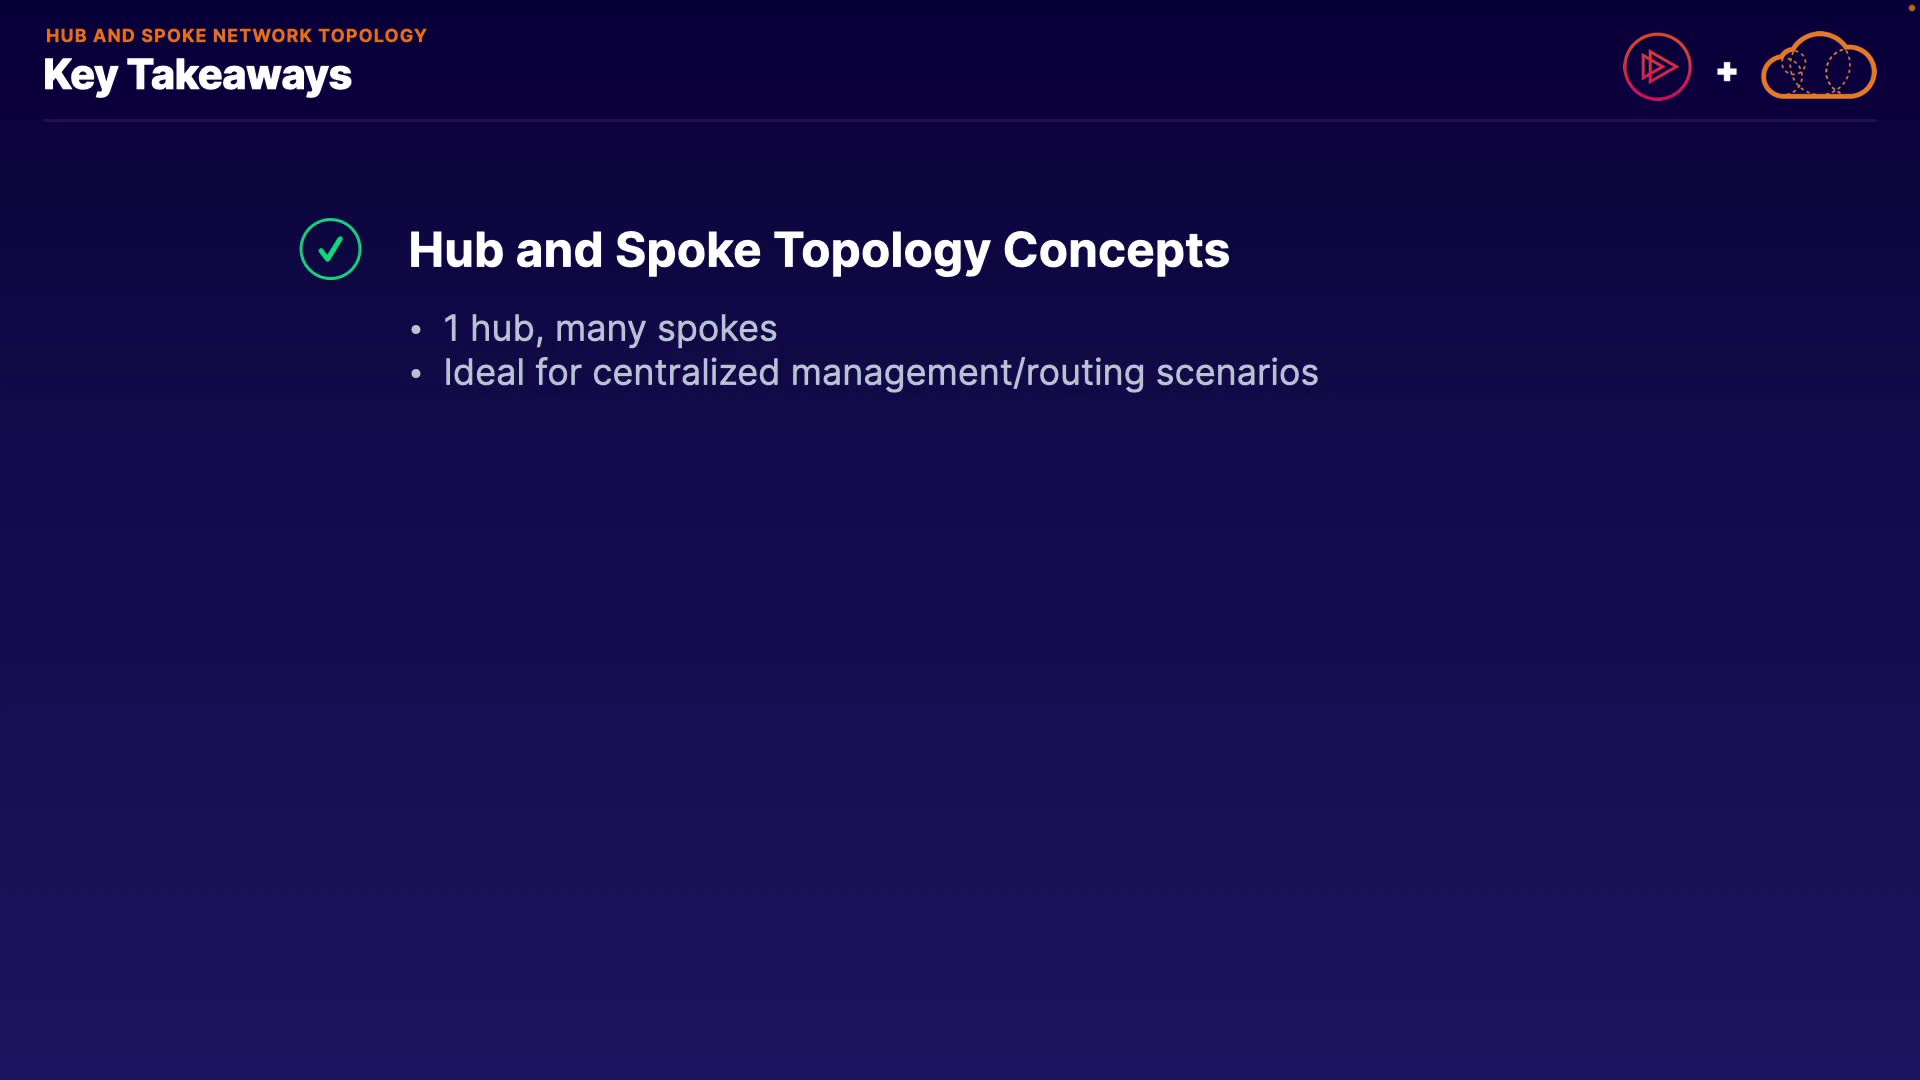 HUB AND SPOKE NETWORK TOPOLOGY
Key Takeaways
+
Hub and Spoke Topology Concepts
• 1 hub, many spokes
• Ideal for centralized management/routing scenarios